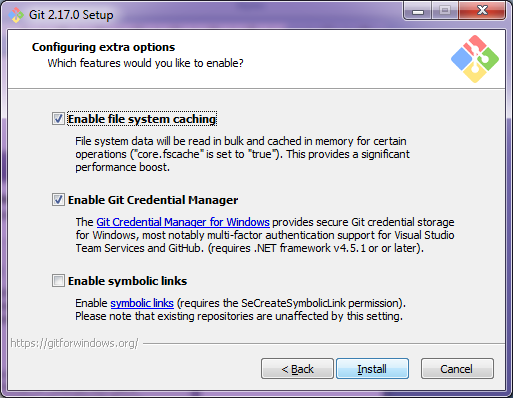 Git 2.17.0 Setup
Configuring extra options
Which features would you like to enable?
Enable file system caching
File system data will be read in bulk and cached in memory for certain
operations ("core.fscache" is set to "true"). This provides a significant
performance boost.
Enable Git Credential Manager
The Git Credential Manager for Windows provides secure Git credential storage
for Windows, most notably multi-factor authentication support for Visual Studio
Team Services and GitHub. (requires .NET framework v4.5.1 or or later).
Enable symbolic links
Enable symbolic links (requires the SeCreateSymbolicLink permission).
Please note that existing repositories are unaffected by this setting.
https://gitforwindows.org/
< Back
Install
Cancel